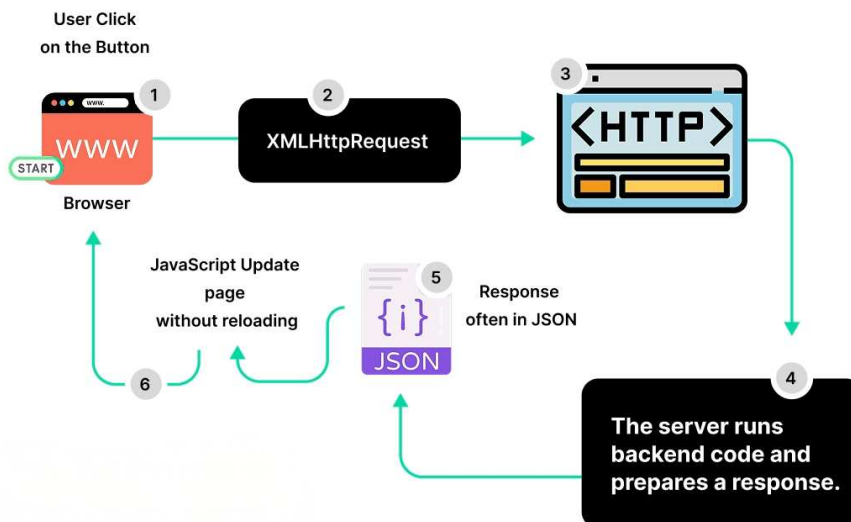 User Click
on the Button
1
www.
WWW
START
Browser
2
XMLHttpRequest
3
<HTTP>
4
The server runs
backend code and
prepares a response.
5
{i}
JSON
Response
often in JSON
JavaScript Update
page
without reloading
6